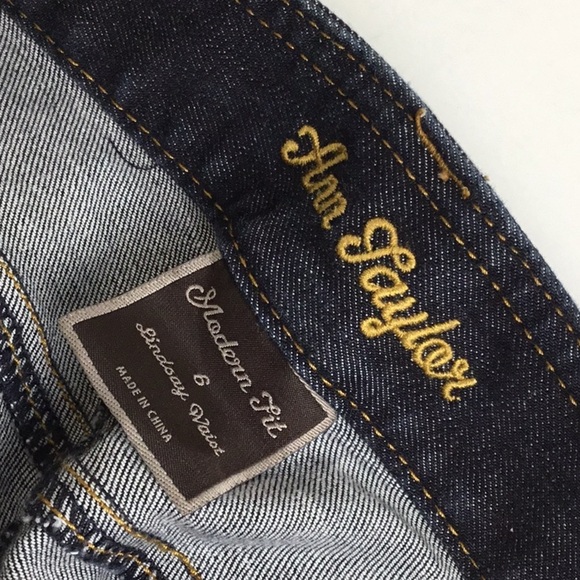 Ann Taylor
Modern Fit
6
Lindsay Waist
MADE IN CHINA